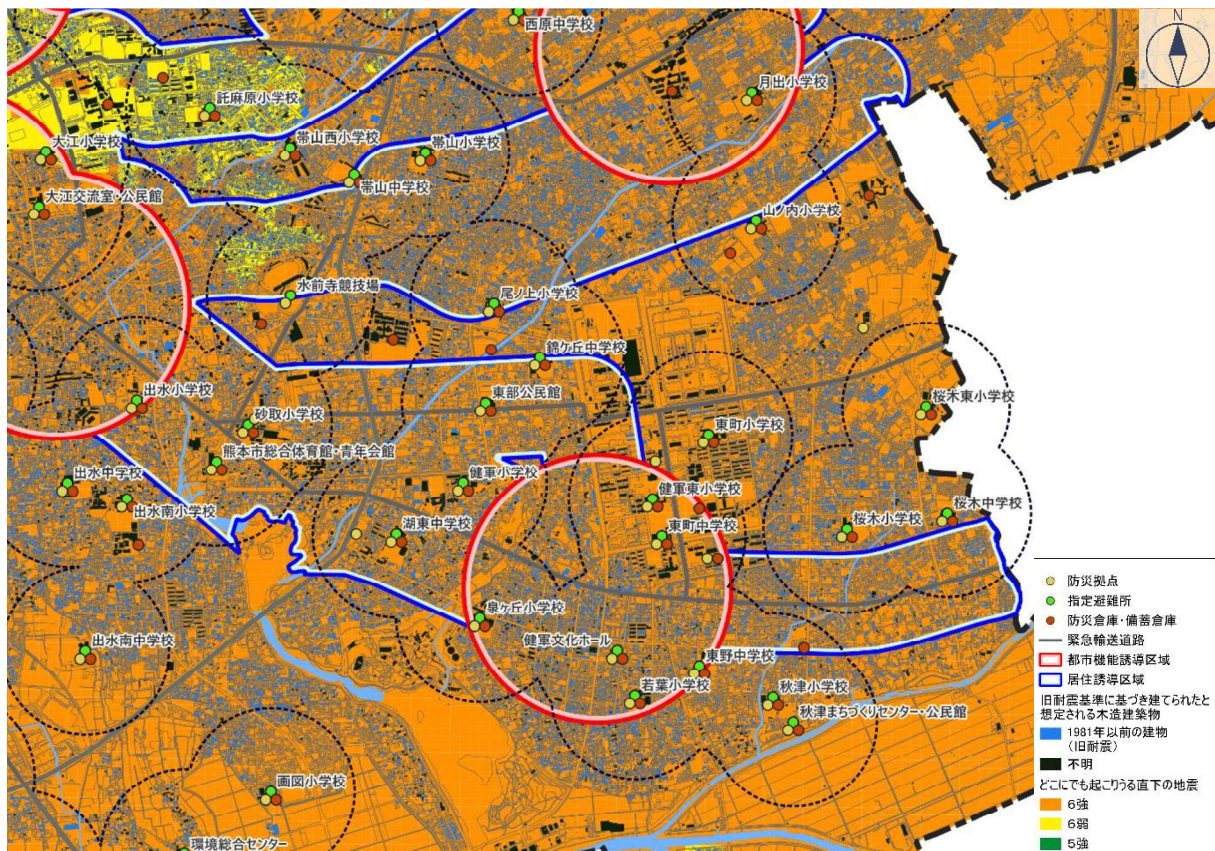 西原中学校
N
月出小学校
託麻原小学校
帯山西小学校
帯山小学校
大江小学校
帯山中学校
大江交流室・公民館
山ノ内小学校
水前寺競技場
尾ノ上小学校
錦ケ丘中学校
出水小学校
東部公民館
桜木東小学校
砂取小学校
東町小学校
熊本市総合体育館・青年会館
出水中学校
健軍小学校
健軍東小学校
出水南小学校
湖東中学校
東町中学校
桜木小学校
桜木中学校
泉ヶ丘小学校
出水南中学校
健軍文化ホール
東野中学校
若葉小学校
秋津小学校
秋津まちづくりセンター・公民館
画図小学校
環境総合センター
防災拠点
指定避難所
防災倉庫・備蓄倉庫
緊急輸送道路
都市機能誘導区域
居住誘導区域
旧耐震基準に基づき建てられたと
想定される木造建築物
1981年以前の建物
(旧耐震)
不明
どこにでも起こりうる直下の地震
6強
6弱
5強